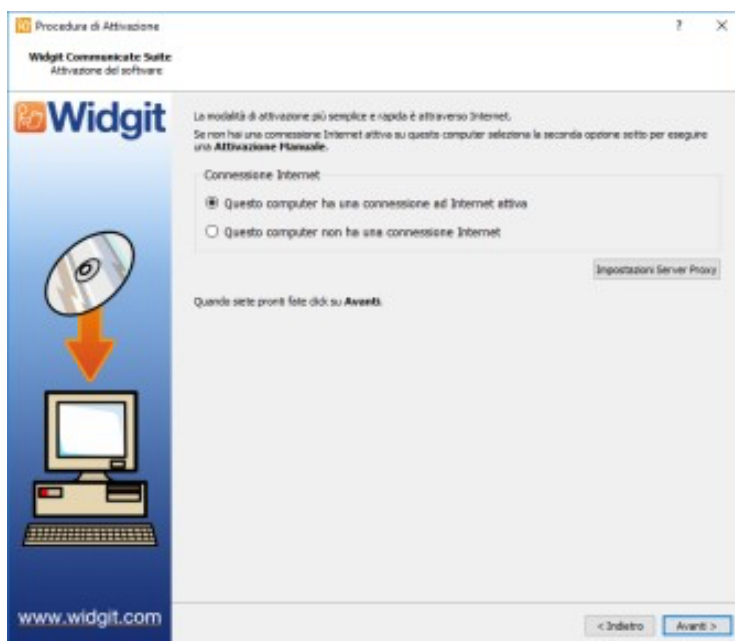 Procedura di Attivazione
?
Widgit Communicate Suite
Attivazione del software
Widgit
La modalità di attivazione più semplice e rapida è attraverso Internet.
Se non hai una connessione Internet attiva su questo computer seleziona la seconda opzione sotto per eseguire
una Attivazione Manuale.
Connessione Internet
Questo computer ha una connessione ad Internet attiva
Questo computer non ha una connessione Internet
Impostazioni Server Proxy
Quando siete pronti fate click su Avanti.
www.widgit.com
< Indietro
Avanti >